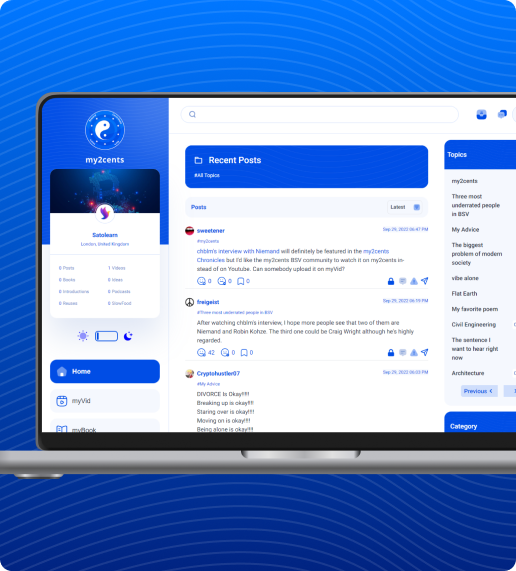 my2cents
Satolearn
London, United Kingdom
0 Posts
1 Videos
0 Books
0 Ideas
0 Introductions
0 Podcasts
0 Reuses
0 SlowFood
Home
myVid
myBook
Recent Posts
#All Topics
Posts
Latest
sweetener
Sep 29, 2022 06:47 PM
#my2cents
chblm's interview with Niemand will definitely be featured in the my2cents
Chronicles but I'd like the my2cents BSV community to watch it on my2cents in-
stead of on Youtube. Can somebody upload it on myVid?
0
0
0
freigeist
Sep 29, 2022 06:19 PM
#Three most underrated people in BSV
After watching chblm's interview, I hope more people see that two of them are
Niemand and Robin Kohze. The third one could be Craig Wright although he's highly
regarded.
42
0
0
Cryptohustler07
Sep 29, 2022 06:03 PM
#My Advice
DIVORCE Is Okay!!!!!
Breaking up is okay!!!!
Staring over is okay!!!!
Moving on is okay!!!!
Being alone is okay!!!!
Topics
my2cents
Three most
underrated people
in BSV
My Advice
The biggest
problem of modern
society
vibe alone
Flat Earth
My favorite poem
Civil Engineering
The sentence I
want to hear right
now
Architecture
Previous
Category